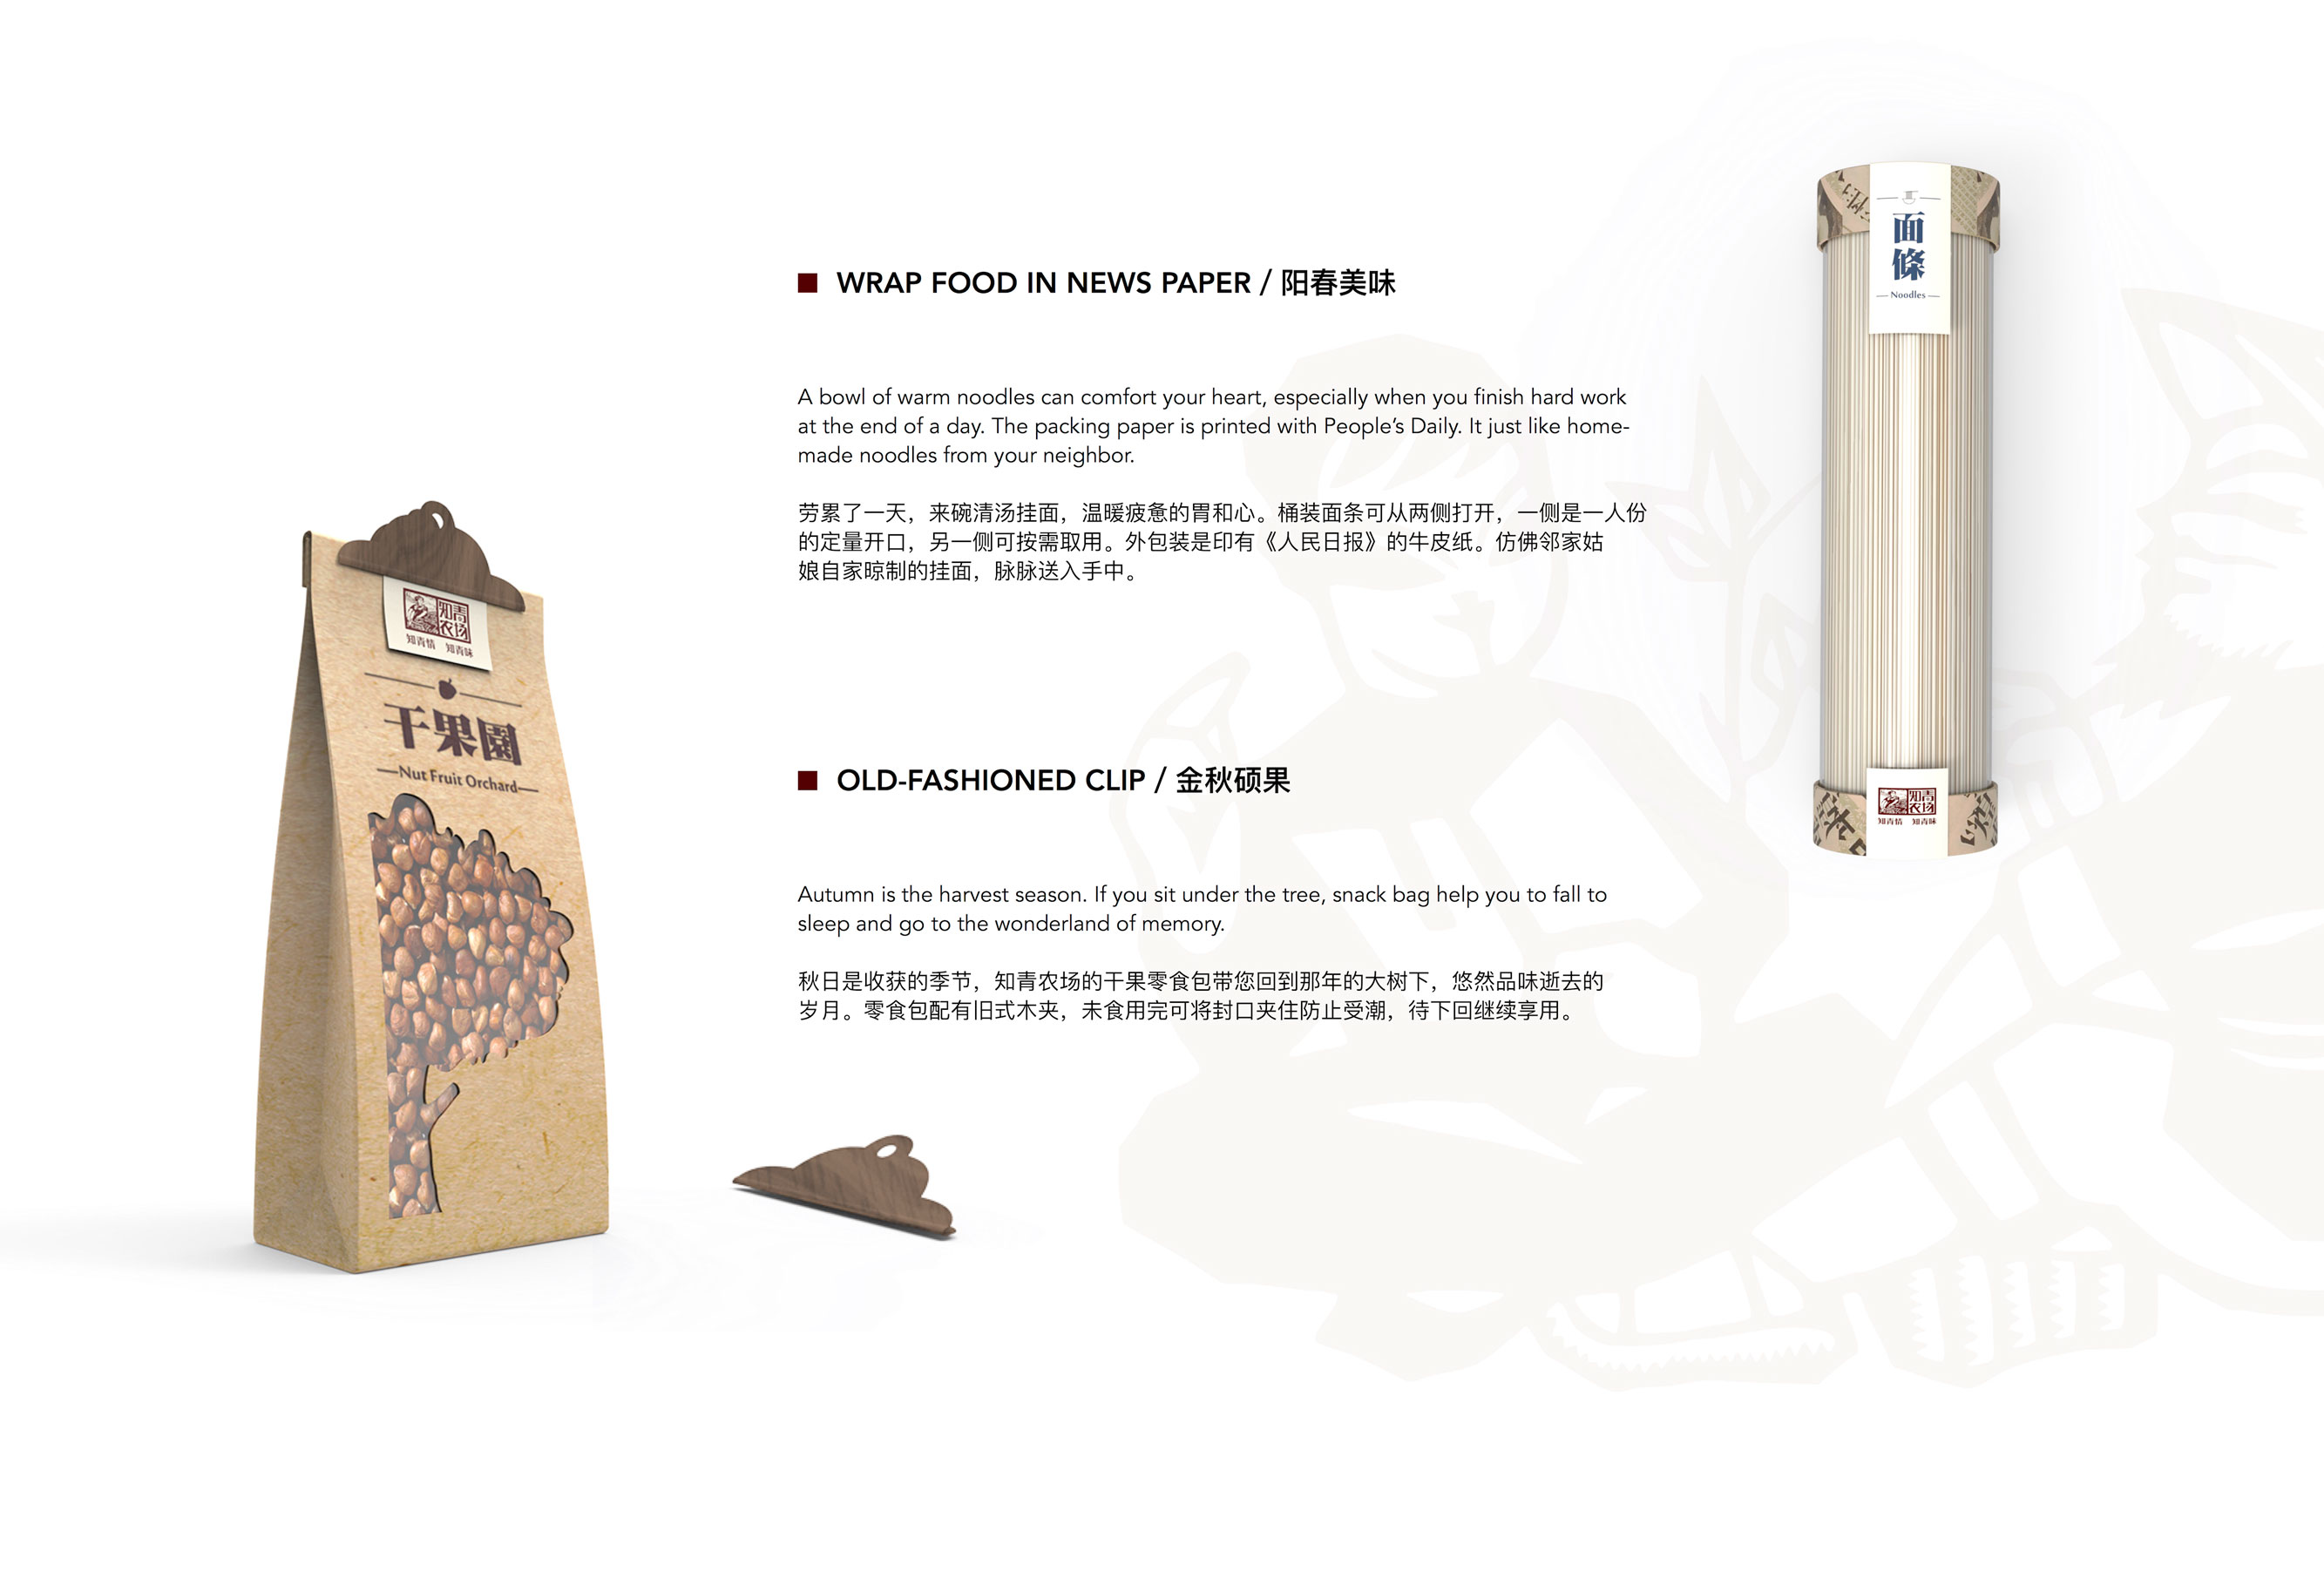 WRAP FOOD IN NEWS PAPER / 阳春美味
A bowl of warm noodles can comfort your heart, especially when you finish hard work
at the end of a day. The packing paper is printed with People’s Daily. It just like home-
made noodles from your neighbor.
劳累了一天，来碗清汤挂面，温暖疲惫的胃和心。桶装面条可从两侧打开，一侧是一人份
的定量开口，另一侧可按需取用。外包装是印有《人民日报》的牛皮纸。仿佛邻家姑
娘自家晾制的挂面，脉脉送入手中。
OLD-FASHIONED CLIP / 金秋硕果
Autumn is the harvest season. If you sit under the tree, snack bag help you to fall to
sleep and go to the wonderland of memory.
秋日是收获的季节，知青农场的干果零食包带您回到那年的大树下，悠然品味逝去的
岁月。零食包配有旧式木夹，未食用完可将封口夹住防止受潮，待下回继续享用。
知青
农场
知青情 知青味
干果園
Nut Fruit Orchard
面
條
Noodles
知青
农场
知青情 知青味